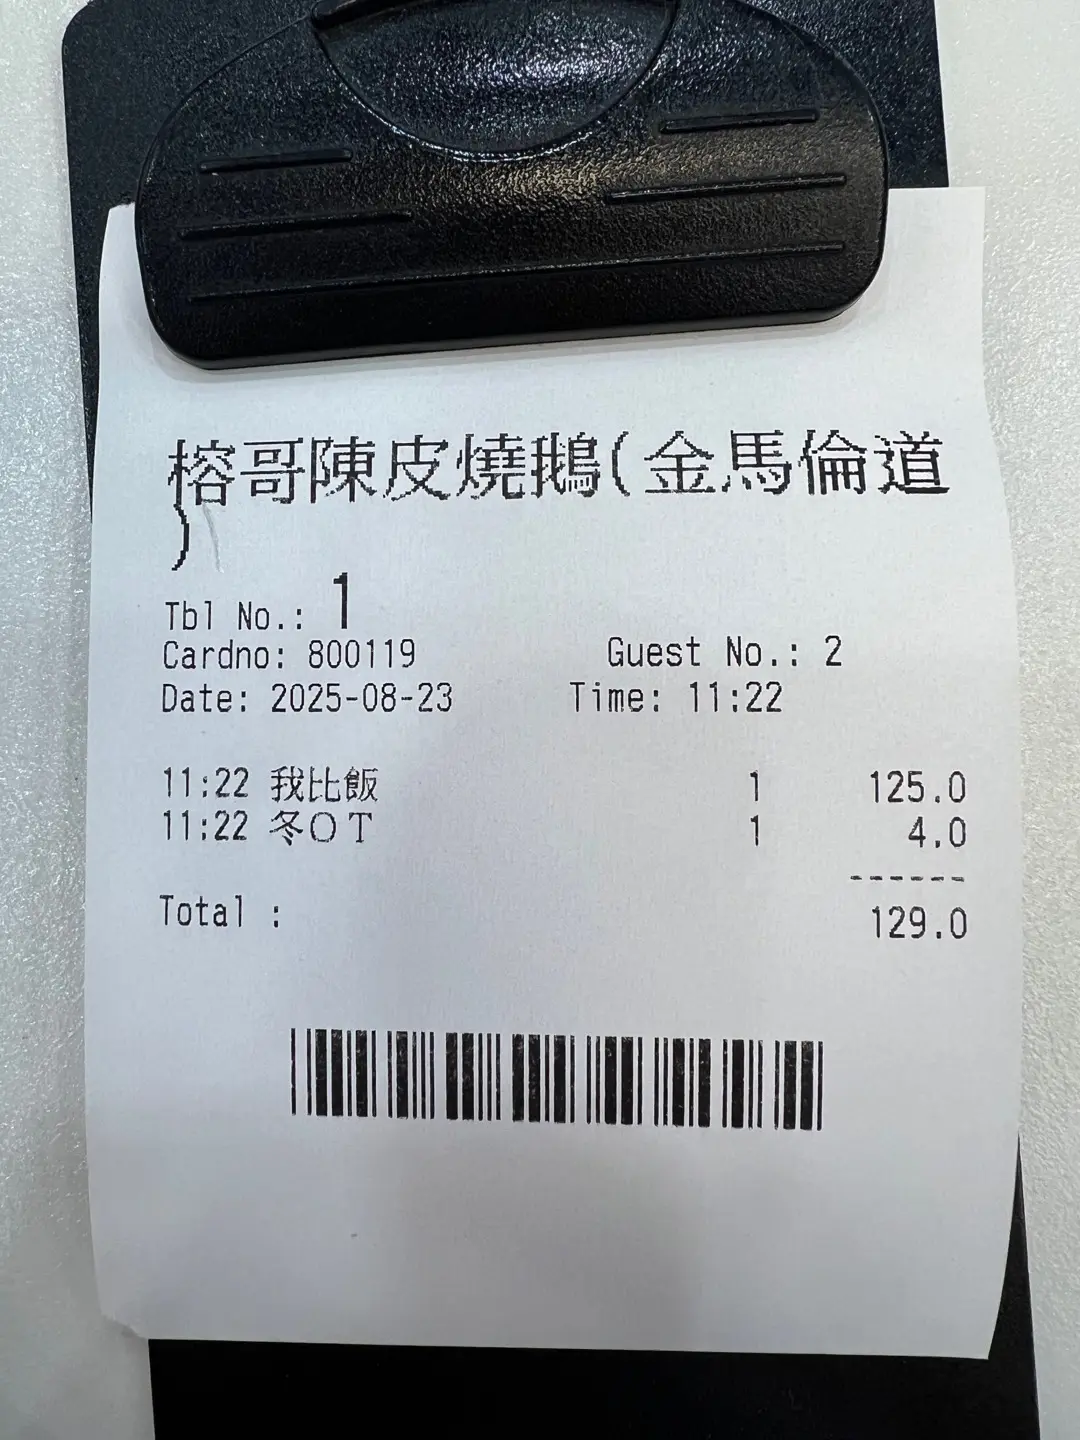 榕哥陳皮燒鵝(金馬倫道
)
Tbl No.: 1
Cardno: 800119 Guest No.: 2
Date: 2025-08-23 Time: 11:22
11:22 我比飯 1 125.0
11:22 冬OT 1 4.0
------
Total : 129.0